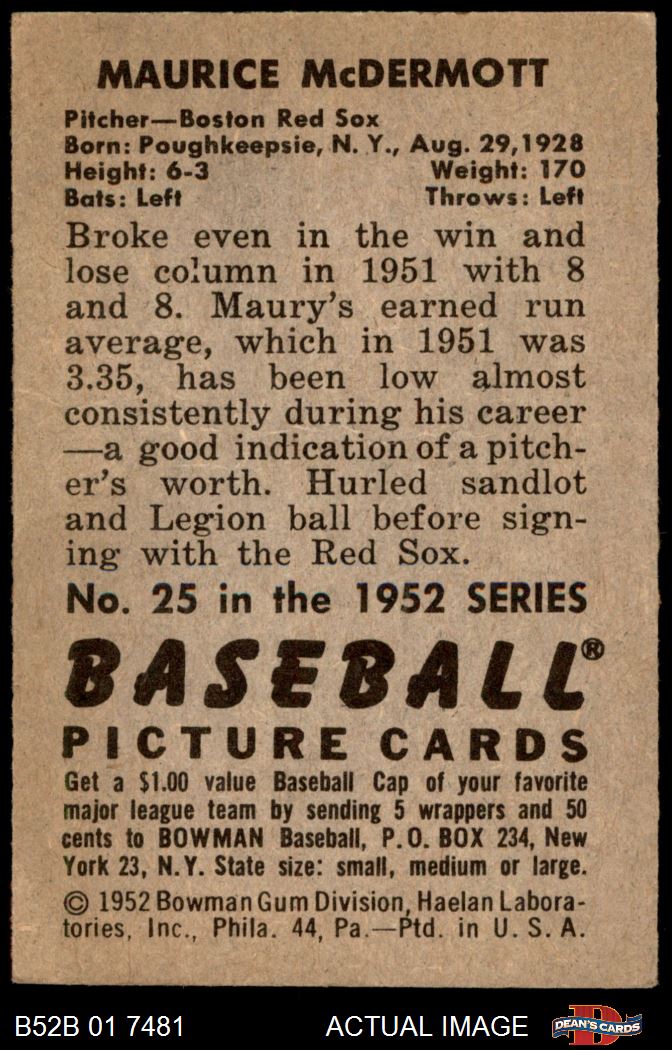 MAURICE McDERMOTT
Pitcher—Boston Red Sox
Born: Poughkeepsie, N. Y., Aug. 29,1928
Height: 6-3 Weight: 170
Bats: Left Throws: Left
Broke even in the win and
lose column in 1951 with 8
and 8. Maury's earned run
average, which in 1951 was
3.35, has been low almost
consistently during his career
—a good indication of a pitch-
er's worth. Hurled sandlot
and Legion ball before sign-
ing with the Red Sox.
No. 25 in the 1952 SERIES
BASEBALL®
PICTURE CARDS
Get a $1.00 value Baseball Cap of your favorite
major league team by sending 5 wrappers and 50
cents to BOWMAN Baseball, P.O. BOX 234, New
York 23, N.Y. State size: small, medium or large.
© 1952 Bowman Gum Division, Haelan Labora-
tories, Inc., Phila. 44, Pa.—Ptd. in U. S. A.
B52B 01 7481 ACTUAL IMAGE D DEAN'S CARDS